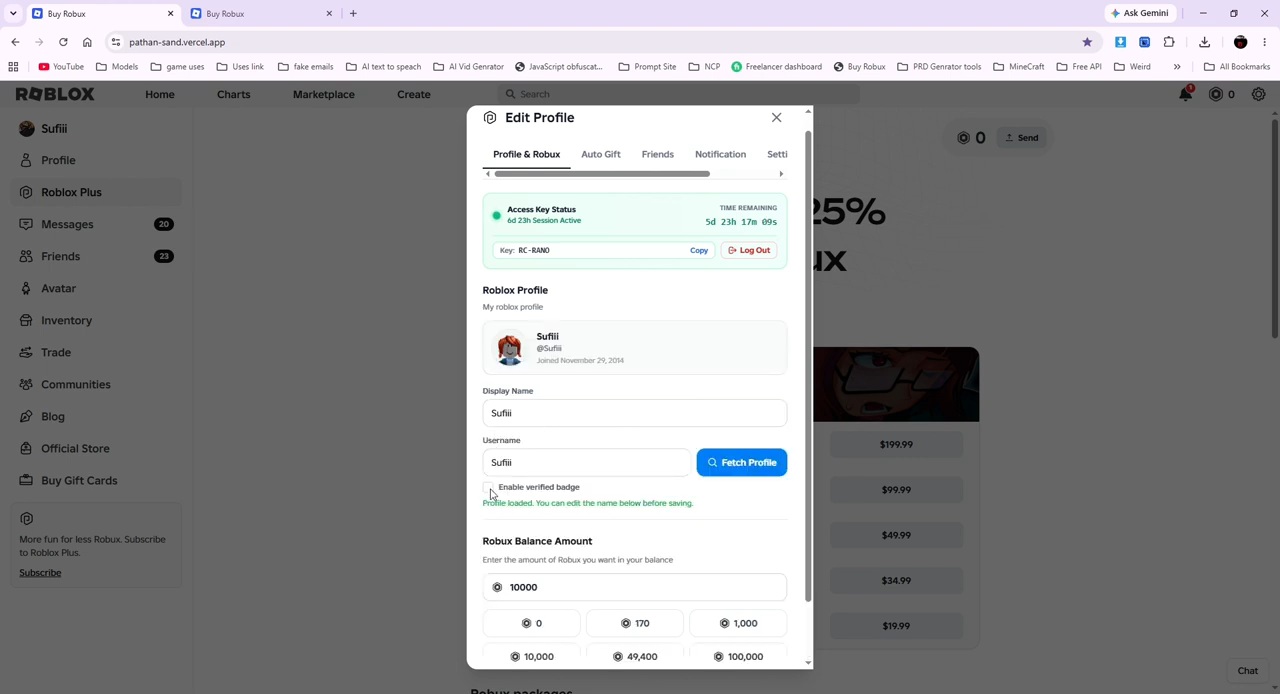 Buy Robux
Buy Robux
Ask Gemini
pathan-sand.vercel.app
YouTube
Models
game uses
Uses link
fake emails
AI text to speach
AI Vid Genrator
JavaScript obfuscat...
Prompt Site
NCP
Freelancer dashboard
Buy Robux
PRD Genrator tools
MineCraft
Free API
Weird
All Bookmarks
ROBLOX
Home
Charts
Marketplace
Create
Search
0
Sufiii
Profile
Roblox Plus
Messages 20
Friends 23
Avatar
Inventory
Trade
Communities
Blog
Official Store
Buy Gift Cards
More fun for less Robux. Subscribe
to Roblox Plus.
Subscribe
Edit Profile
Profile & Robux
Auto Gift
Friends
Notification
Setti
Access Key Status
6d 23h Session Active
TIME REMAINING
5d 23h 17m 09s
Key: RC-RANO
Copy
Log Out
Roblox Profile
My roblox profile
Sufiii
@Sufiii
Joined November 29, 2014
Display Name
Sufiii
Username
Sufiii
Fetch Profile
Enable verified badge
Profile loaded. You can edit the name below before saving.
Robux Balance Amount
Enter the amount of Robux you want in your balance
10000
0
170
1,000
10,000
49,400
100,000
0
Send
25%
ux
$199.99
$99.99
$49.99
$34.99
$19.99
Robux packages
Chat